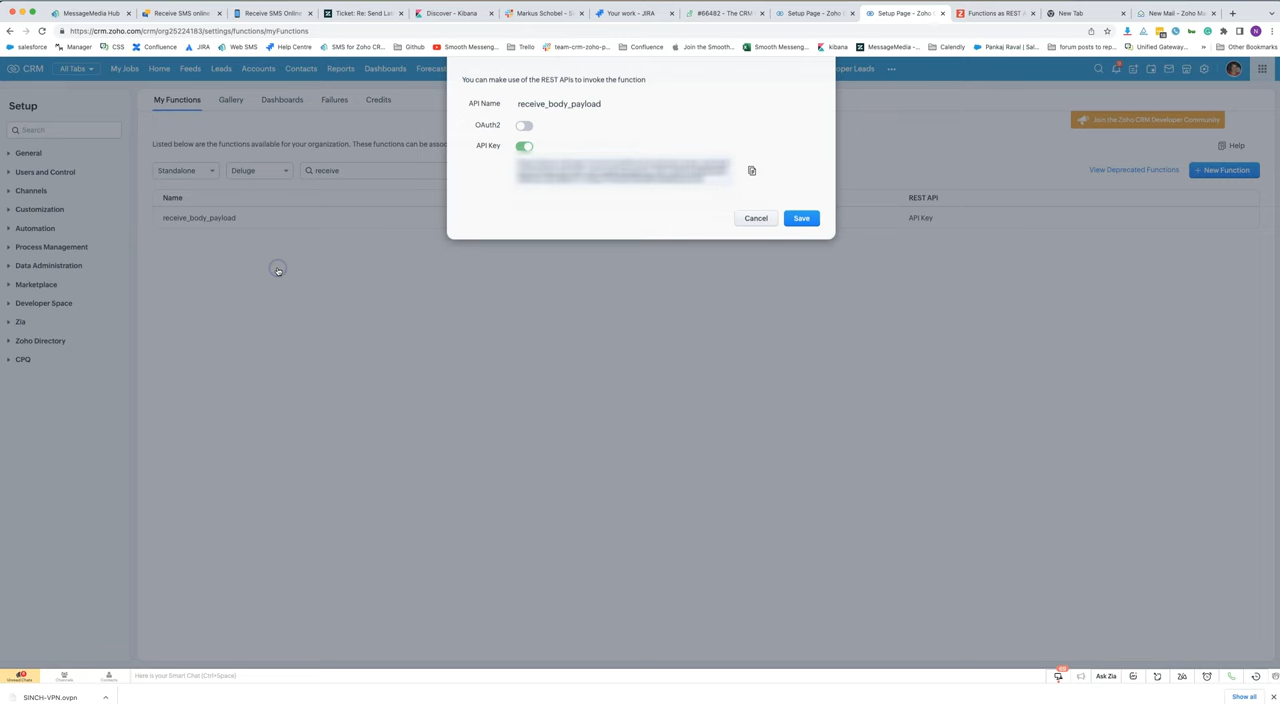 MessageMedia Hub
Receive SMS online
Receive SMS Online
Ticket: Re: Send Lat
Discover - Kibana
Markus Schobel - Si
Your work - JIRA
#66482 - The CRM
Setup Page - Zoho
Setup Page - Zoho C
Functions as REST A
New Tab
New Mail - Zoho Ma
https://crm.zoho.com/crm/org25224183/settings/functions/myFunctions
N
salesforce
Manager
CSS
Confluence
JIRA
Web SMS
Help Centre
SMS for Zoho CR...
Github
Smooth Messeng...
Trello
team-crm-zoho-p...
Confluence
Join the Smooth...
Smooth Messeng...
kibana
MessageMedia - ...
Calendly
Pankaj Raval | Sal...
forum posts to rep...
Unified Gateway...
»
Other Bookmarks
CRM
All Tabs
My Jobs
Home
Feeds
Leads
Accounts
Contacts
Reports
Dashboards
Forecast
loper Leads
•••
You can make use of the REST APIs to invoke the function
API Name
receive_body_payload
OAuth2
API Key
Cancel
Save
Setup
Search
General
Users and Control
Channels
Customization
Automation
Process Management
Data Administration
Marketplace
Developer Space
Zia
Zoho Directory
CPQ
My Functions
Gallery
Dashboards
Failures
Credits
Join the Zoho CRM Developer Community
Listed below are the functions available for your organization. These functions can be asso
Help
Standalone
Deluge
receive
View Deprecated Functions
+ New Function
Name
REST API
receive_body_payload
API Key
Unread Chats
Channels
Contacts
Here is your Smart Chat (Ctrl+Space)
Ask Zia
SINCH-VPN.ovpn
Show all